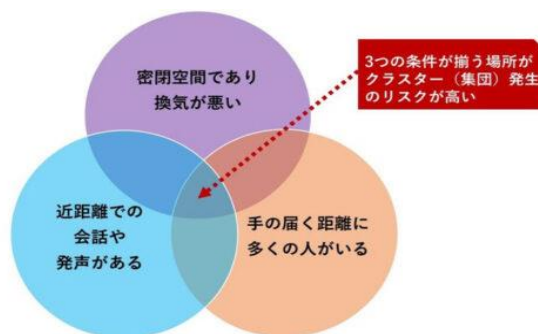 密閉空間であり
換気が悪い
3つの条件が揃う場所が
クラスター（集団）発生
のリスクが高い
近距離での
会話や
発声がある
手の届く距離に
多くの人がいる